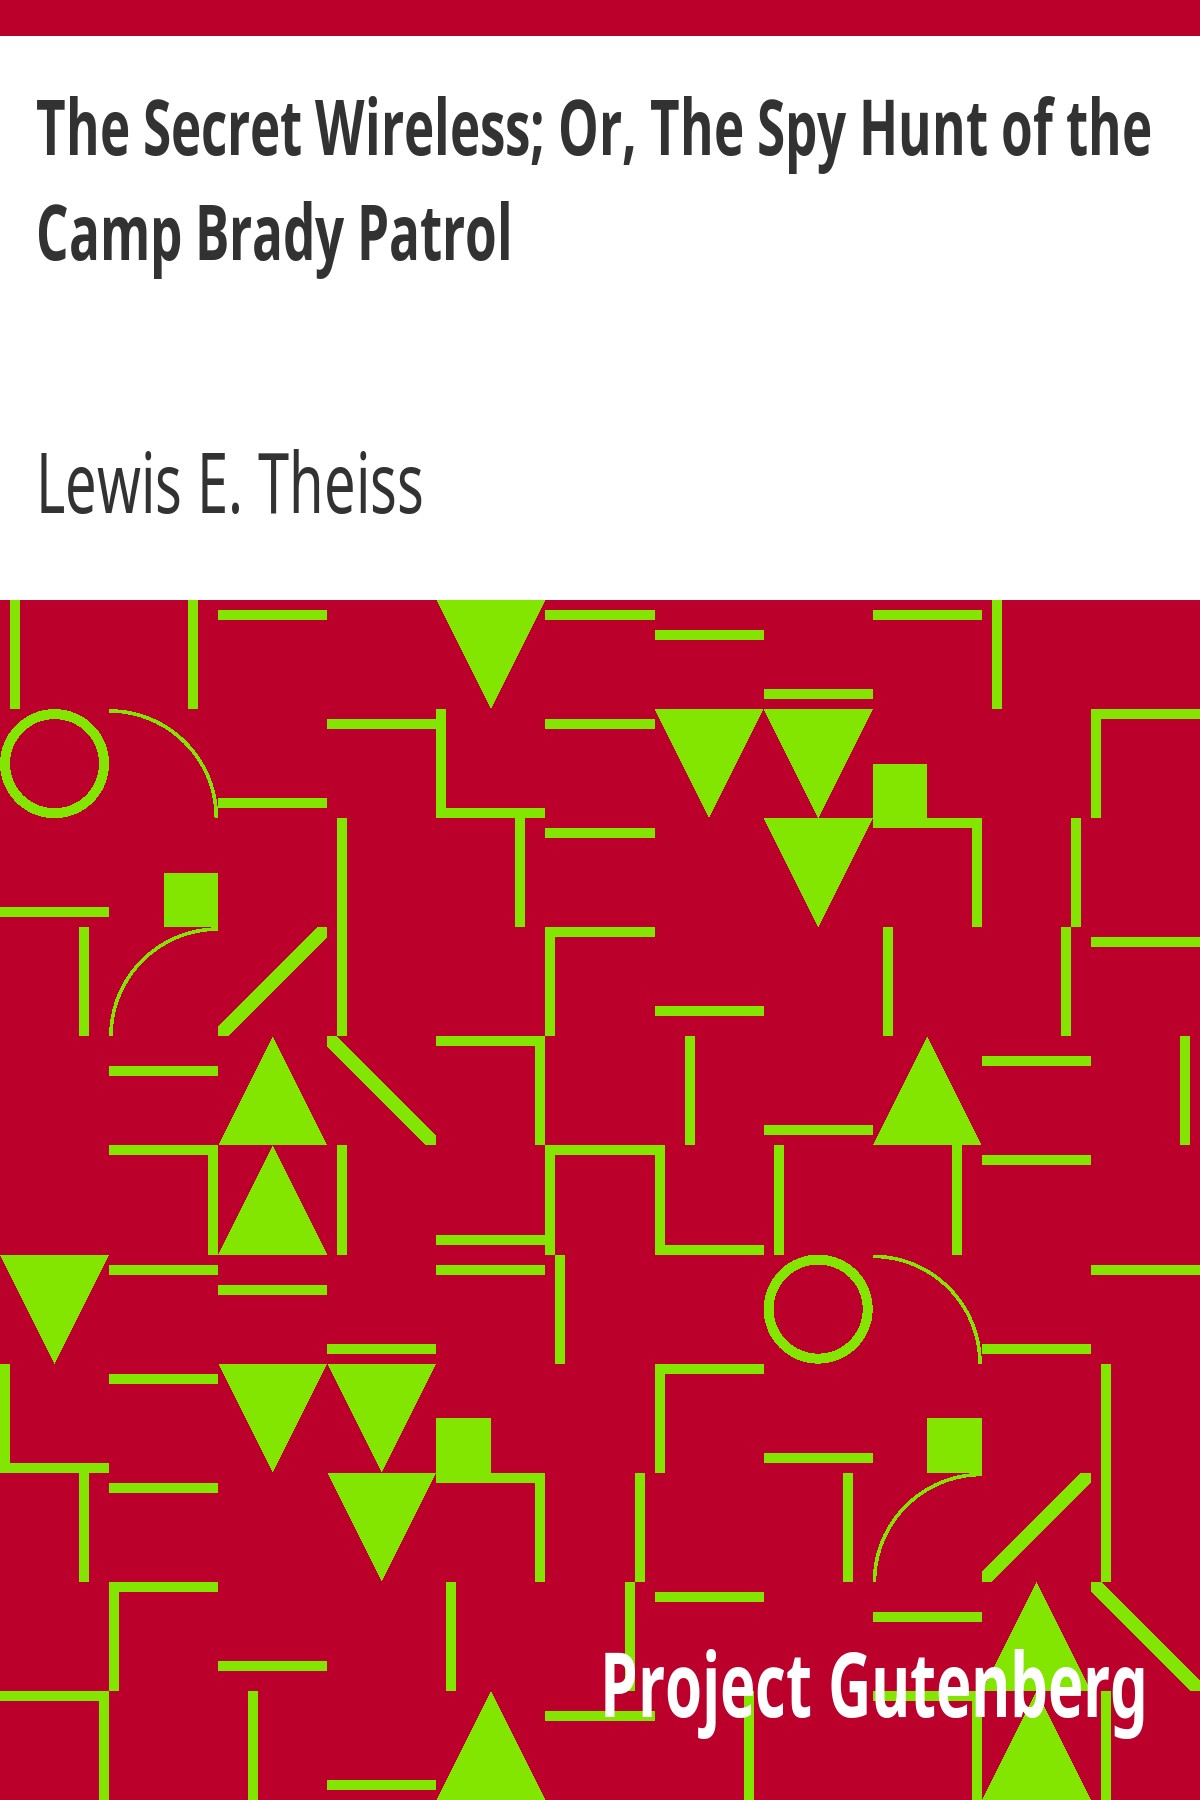 The Secret Wireless; Or, The Spy Hunt of the
Camp Brady Patrol
Lewis E. Theiss
Project Gutenberg